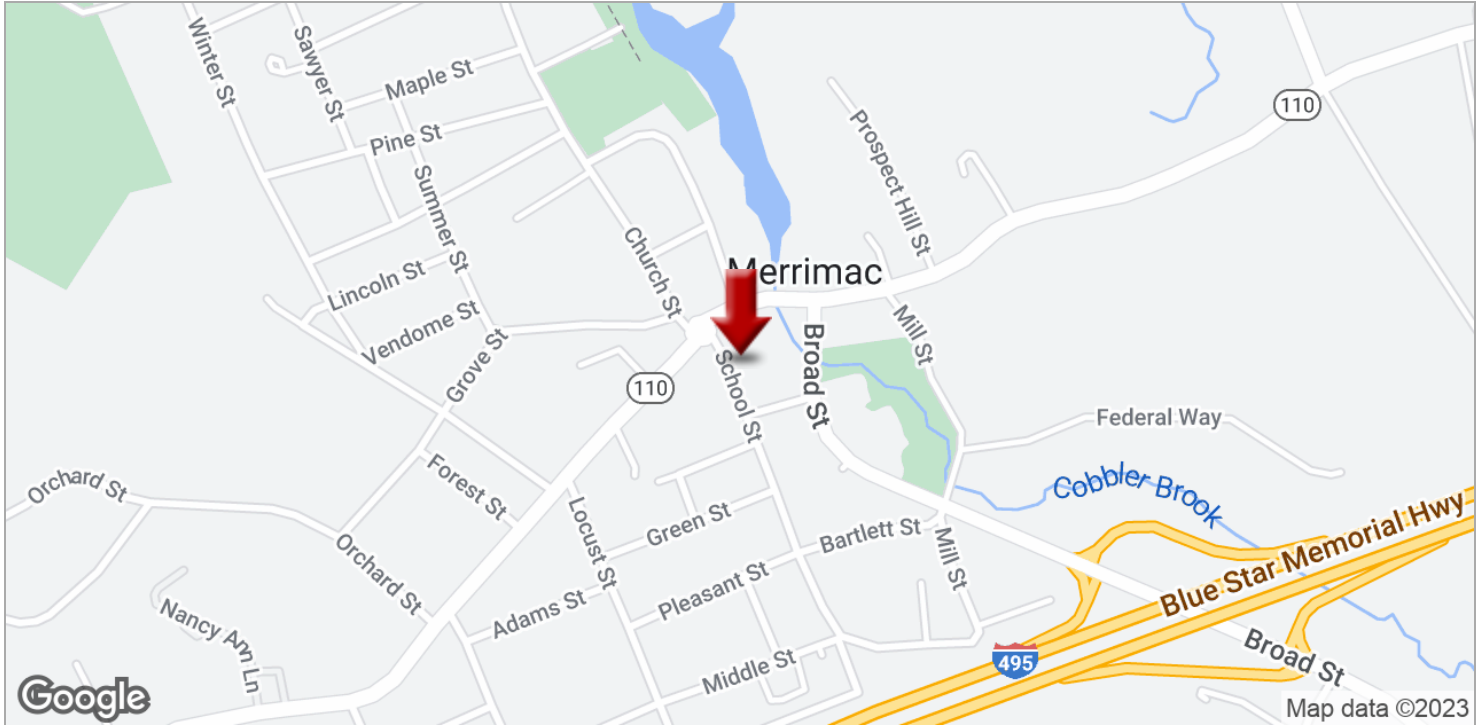 Winter St
Sawyer St
Maple St
110
Pine St
Prospect Hill St
Summer St
Church St
Merrimac
Lincoln St
Vendome St
Mill St
Broad St
Grove St
School St
110
Federal Way
Orchard St
Forest St
Cobbler Brook
Locust St
Green St
Blue Star Memorial Hwy
Bartlett St
Orchard St
Mill St
Pleasant St
Adams St
Nancy Ann Ln
Broad St
Middle St
495
Google
Map data ©2023